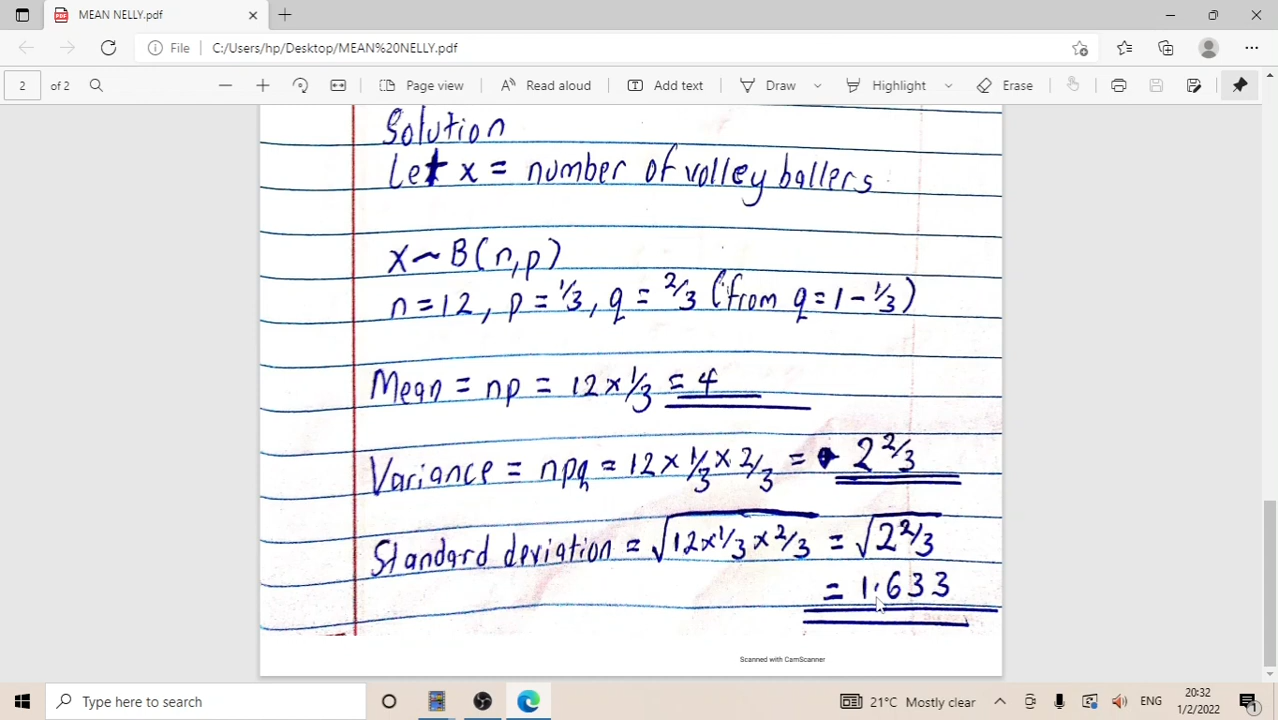 MEAN NELLY.pdf
File C:/Users/hp/Desktop/MEAN%20NELLY.pdf
2 of 2 Page view Read aloud Add text Draw Highlight Erase
Solution
Let x = number of volley ballers
X~B(n,p)
n=12, p=1/3, q = 2/3 (from q=1-1/3)
Mean = np = 12×1/3 = 4
Variance = npq = 12×1/3×2/3 = 2 2/3
Standard deviation = √12×1/3×2/3 = √2 2/3
= 1.633
Scanned with CamScanner
Type here to search 21°C Mostly clear ENG 20:32
1/2/2022 1